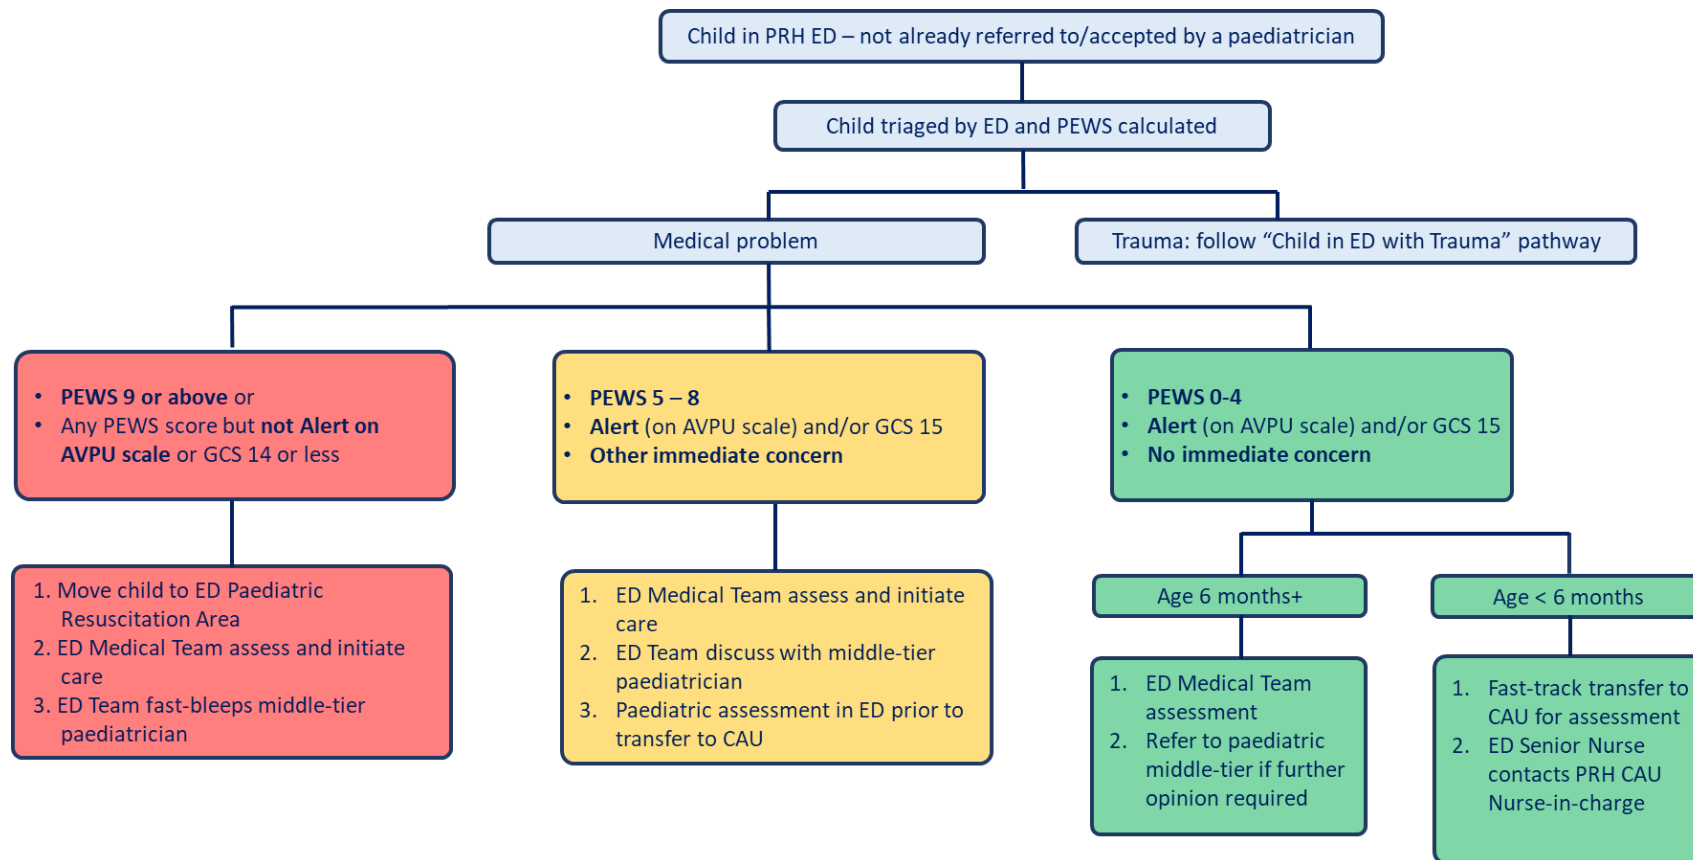 Child in PRH ED – not already referred to/accepted by a paediatrician
Child triaged by ED and PEWS calculated
Medical problem
Trauma: follow “Child in ED with Trauma” pathway
• PEWS 9 or above or
• Any PEWS score but not Alert on
AVPU scale or GCS 14 or less
• PEWS 5 – 8
• Alert (on AVPU scale) and/or GCS 15
• Other immediate concern
• PEWS 0-4
• Alert (on AVPU scale) and/or GCS 15
• No immediate concern
1. Move child to ED Paediatric
Resuscitation Area
2. ED Medical Team assess and initiate
care
3. ED Team fast-bleeps middle-tier
paediatrician
1. ED Medical Team assess and initiate
care
2. ED Team discuss with middle-tier
paediatrician
3. Paediatric assessment in ED prior to
transfer to CAU
Age 6 months+
1. ED Medical Team
assessment
2. Refer to paediatric
middle-tier if further
opinion required
Age < 6 months
1. Fast-track transfer to
CAU for assessment
2. ED Senior Nurse
contacts PRH CAU
Nurse-in-charge